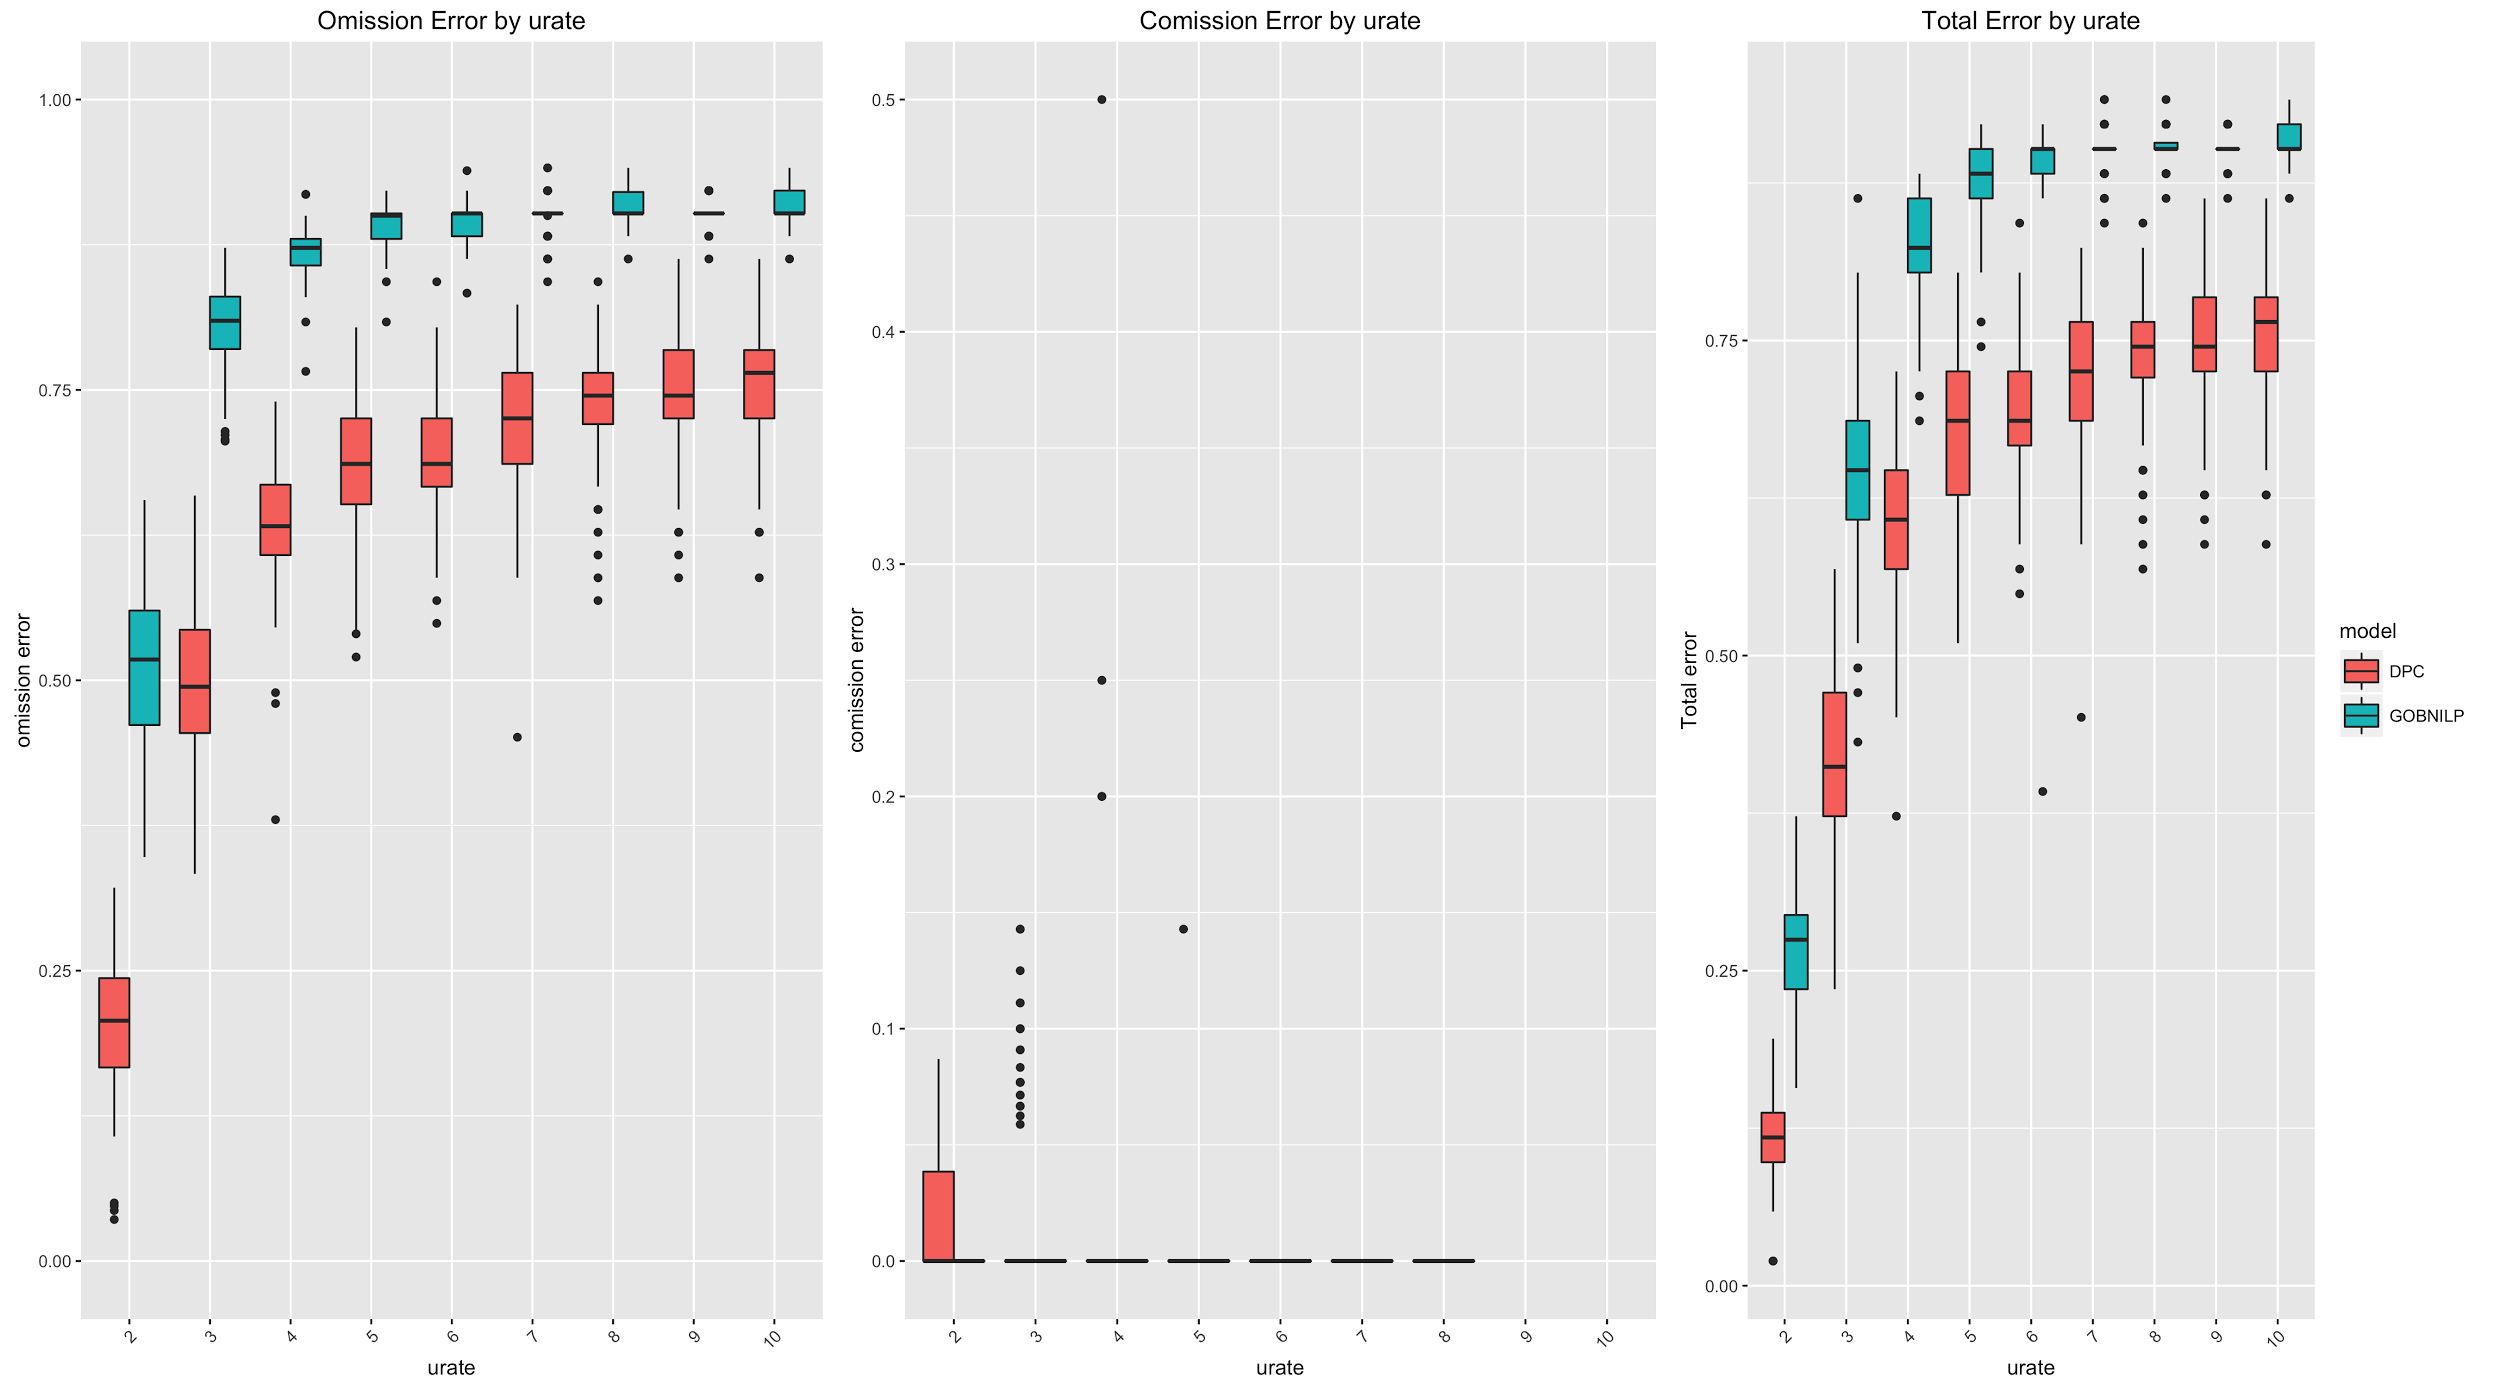 Omission Error by urate
1.00
0.75
0.50
0.25
0.00
omission error
2 3 4 5 6 7 8 9 10
urate
Comission Error by urate
0.5
0.4
0.3
0.2
0.1
0.0
comission error
2 3 4 5 6 7 8 9 10
urate
Total Error by urate
0.75
0.50
0.25
0.00
Total error
2 3 4 5 6 7 8 9 10
urate
model
DPC
GOBNILP